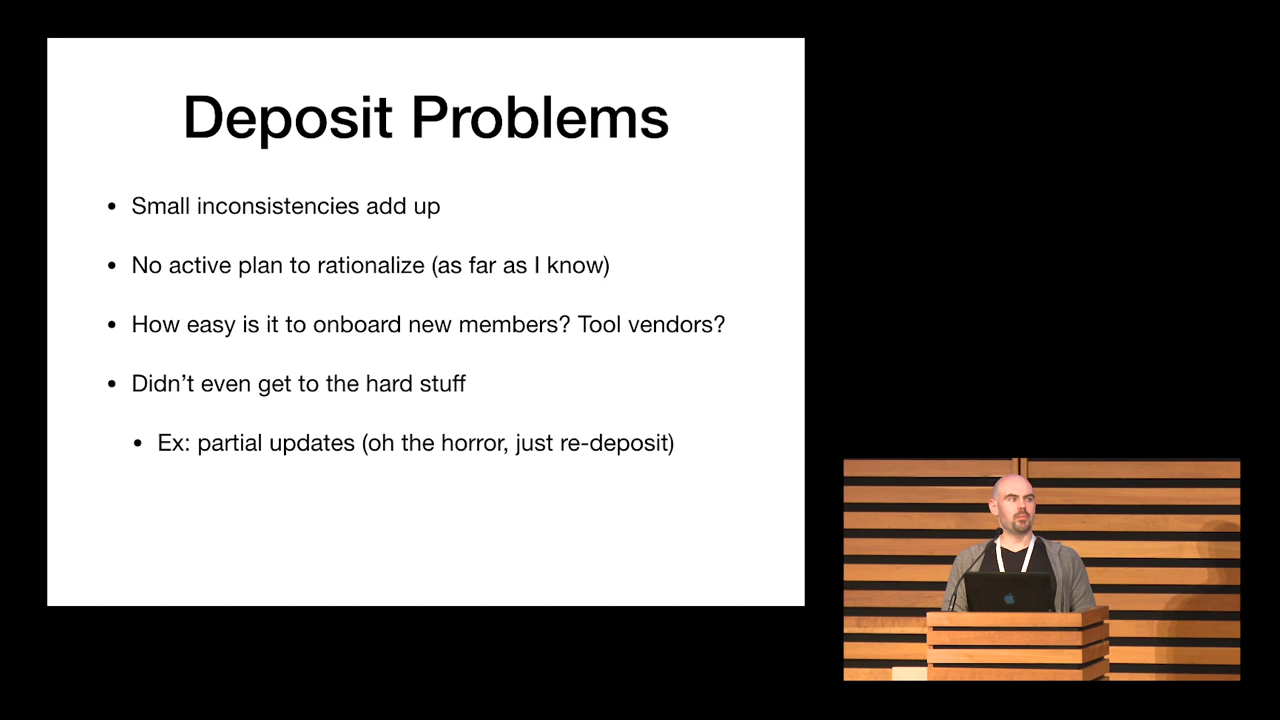 Deposit Problems
• Small inconsistencies add up
• No active plan to rationalize (as far as I know)
• How easy is it to onboard new members? Tool vendors?
• Didn't even get to the hard stuff
• Ex: partial updates (oh the horror, just re-deposit)